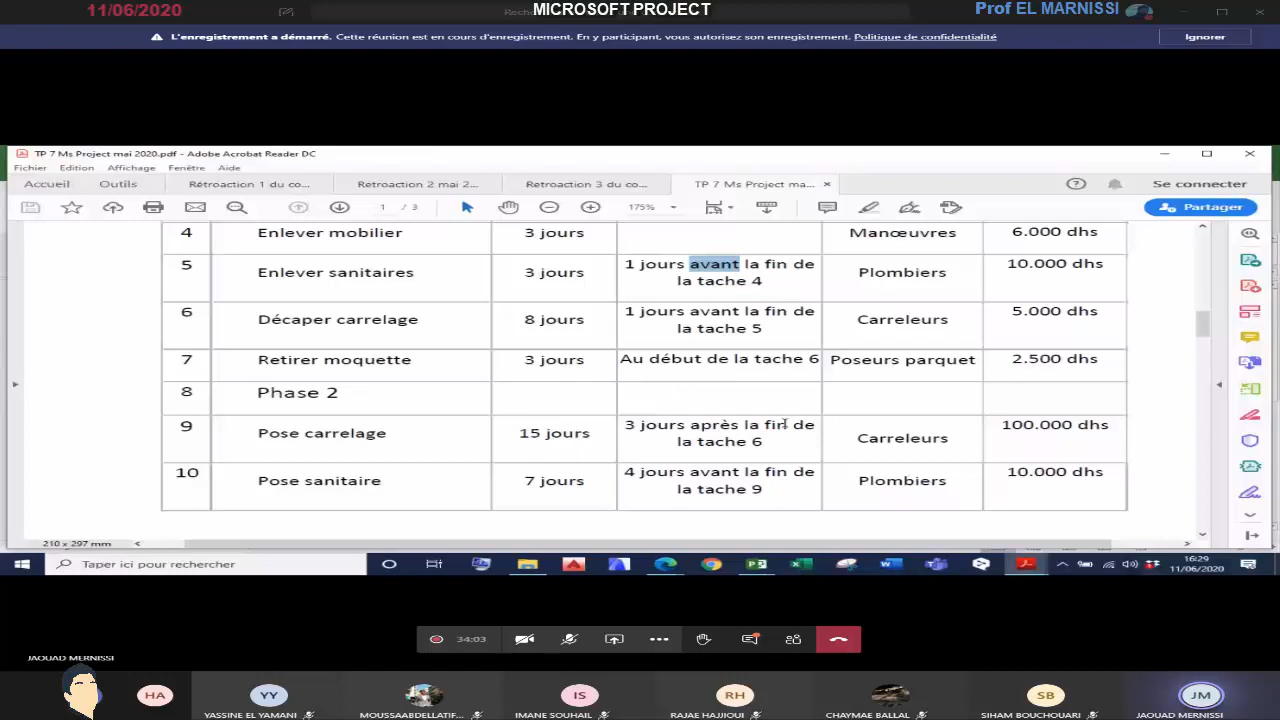 11/06/2020
MICROSOFT PROJECT
Prof EL MARNISSI
L'enregistrement a démarré. Cette réunion est en cours d'enregistrement. En y participant, vous autorisez son enregistrement. Politique de confidentialité
Ignorer
TP 7 Ms Project mai 2020.pdf - Adobe Acrobat Reader DC
Fichier Edition Affichage Fenêtre Aide
Accueil Outils Rétroaction 1 du co... Retroaction 2 mai 2... Retroaction 3 du co... TP 7 Ms Project ma... × Se connecter
1 / 3 175% Partager
4 Enlever mobilier 3 jours Manœuvres 6.000 dhs
5 Enlever sanitaires 3 jours 1 jours avant la fin de
la tache 4 Plombiers 10.000 dhs
6 Décaper carrelage 8 jours 1 jours avant la fin de
la tache 5 Carreleurs 5.000 dhs
7 Retirer moquette 3 jours Au début de la tache 6 Poseurs parquet 2.500 dhs
8 Phase 2
9 Pose carrelage 15 jours 3 jours après la fin de
la tache 6 Carreleurs 100.000 dhs
10 Pose sanitaire 7 jours 4 jours avant la fin de
la tache 9 Plombiers 10.000 dhs
210 x 297 mm
Taper ici pour rechercher
16:29
11/06/2020
34:03
JAOUAD MERNISSI
HA YY IS RH SB JM
YASSINE EL YAMANI MOUSSAABDELLATIF... IMANE SOUHAIL RAJAE HAJJIOUI CHAYMAE BALLAL SIHAM BOUCHOUARI JAOUAD MERNISSI